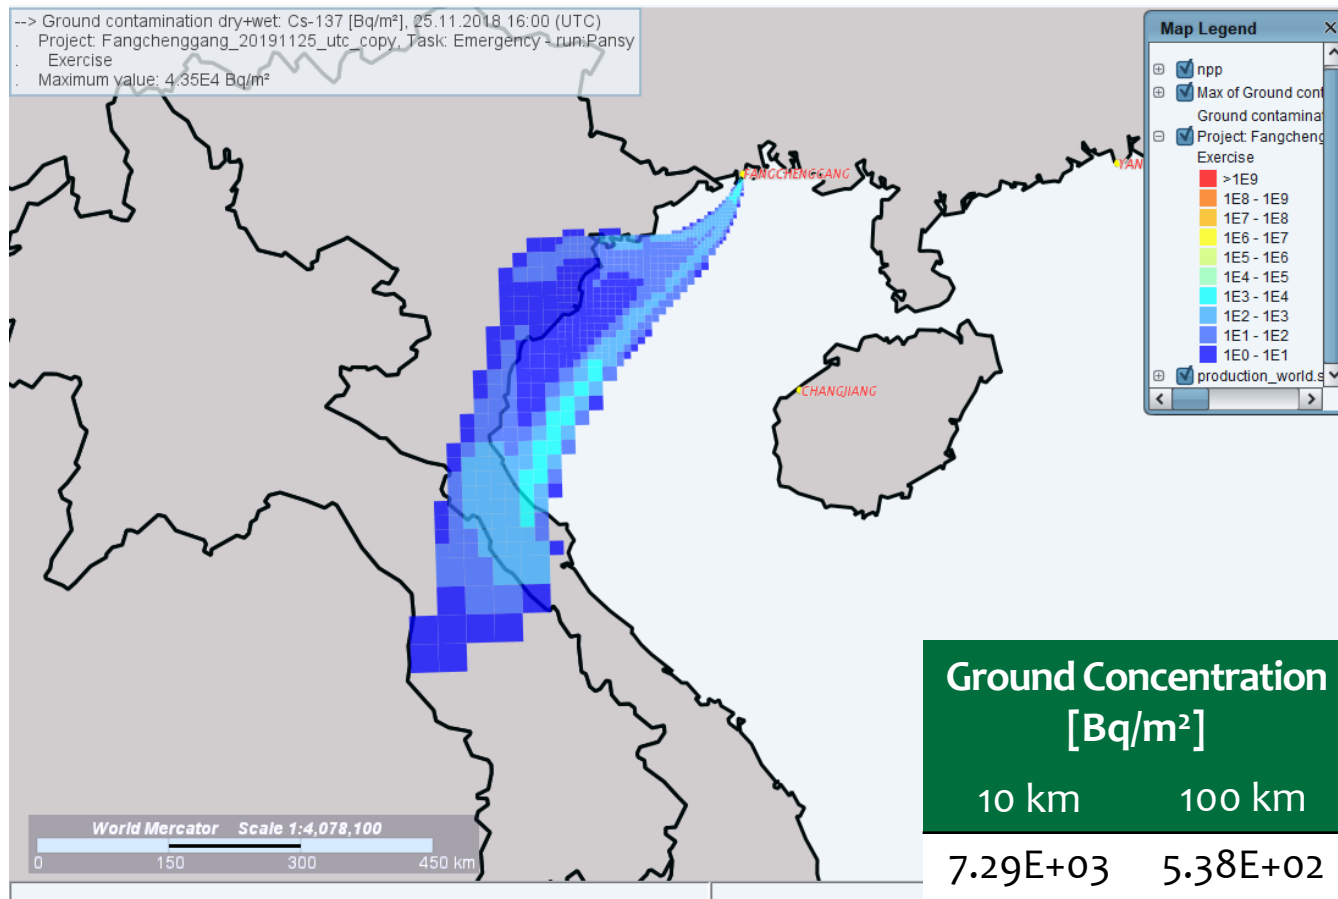 --> Ground contamination dry+wet: Cs-137 [Bq/m²], 25.11.2018 16:00 (UTC)
. Project: Fangchenggang_20191125_utc_copy, Task: Emergency - run:Pansy
. Exercise
. Maximum value: 4.35E4 Bq/m²
Map Legend
npp
Max of Ground cont
Ground contaminat
Project: Fangcheng
Exercise
>1E9
1E8 - 1E9
1E7 - 1E8
1E6 - 1E7
1E5 - 1E6
1E4 - 1E5
1E3 - 1E4
1E2 - 1E3
1E1 - 1E2
1E0 - 1E1
production_world.s
FANGCHENGGANG
YAN
CHANGJIANG
World Mercator Scale 1:4,078,100
0 150 300 450 km
Ground Concentration
[Bq/m²]
10 km 100 km
7.29E+03 5.38E+02